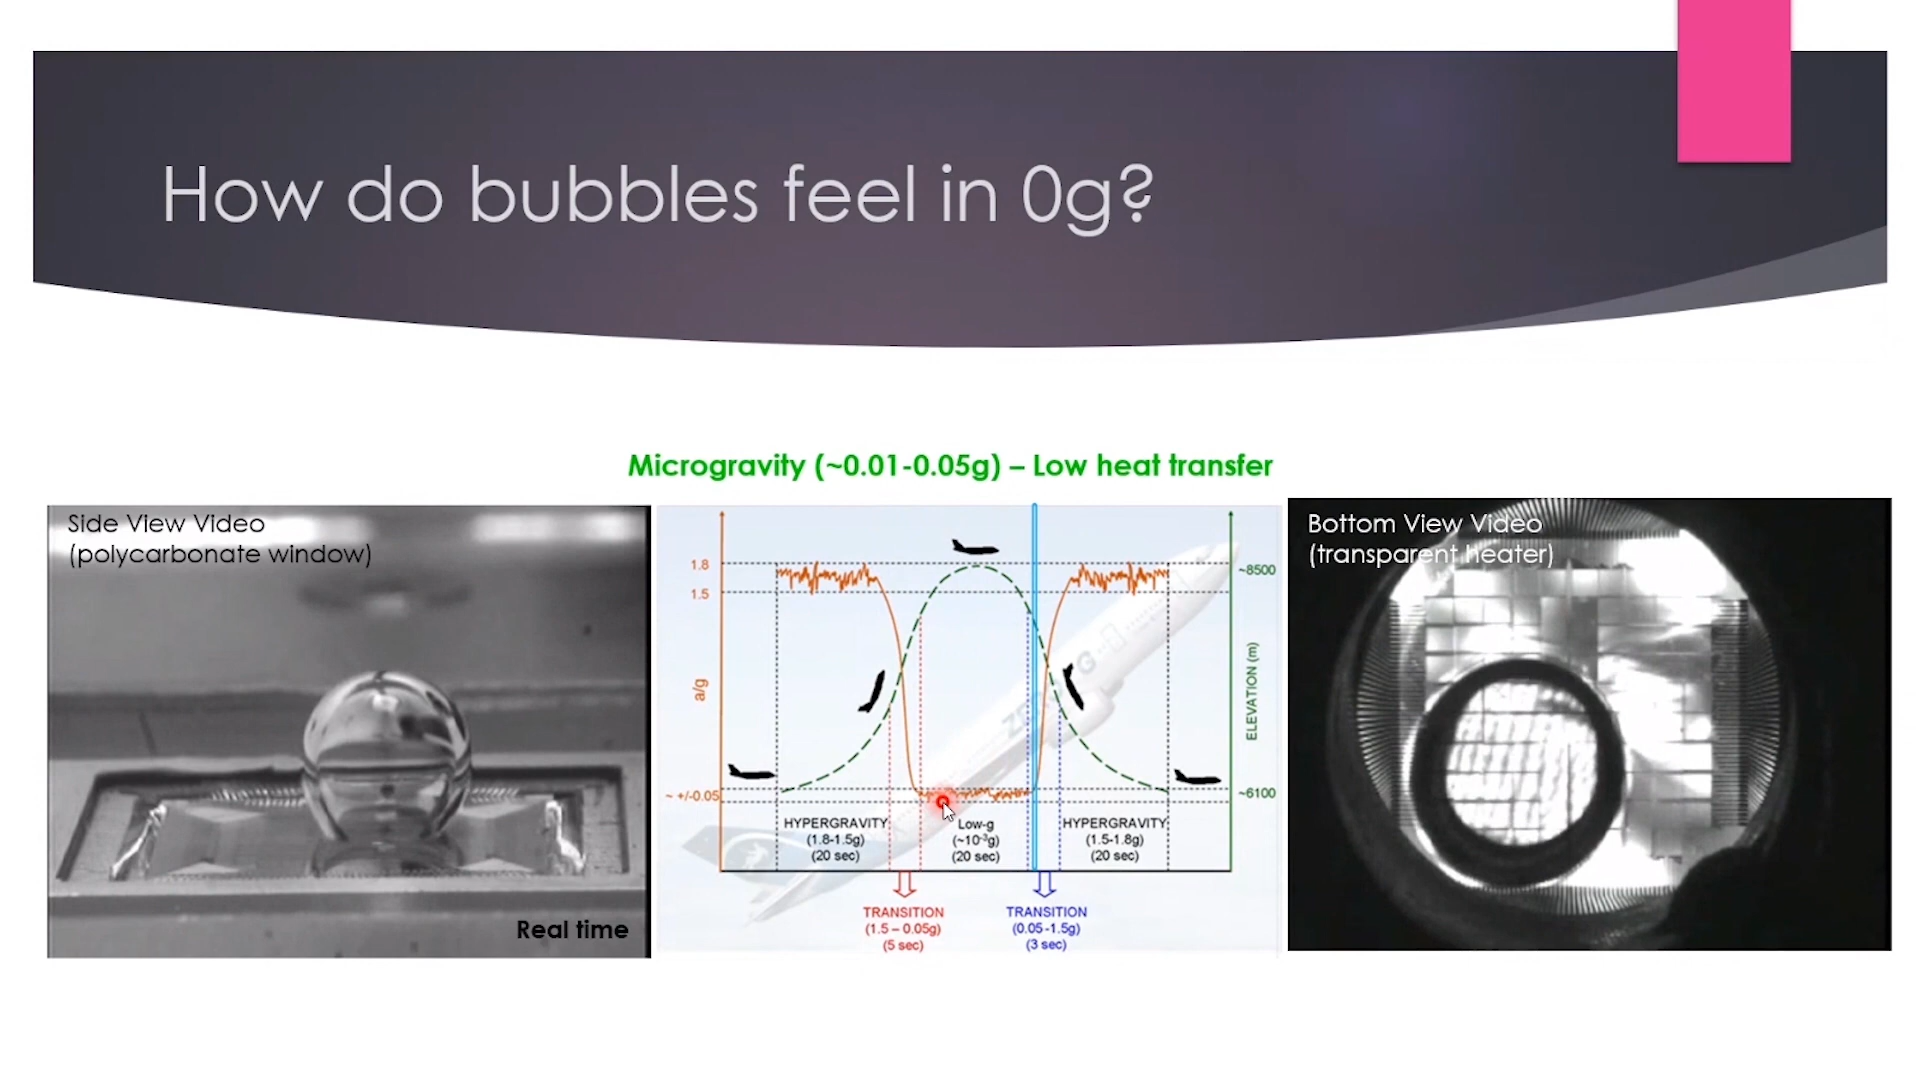 How do bubbles feel in 0g?
Microgravity (~0.01-0.05g) – Low heat transfer
Side View Video
(polycarbonate window)
Real time
1.8
1.5
a/g
~ +/-0.05
HYPERGRAVITY
(1.8-1.5g)
(20 sec)
Low-g
(~10⁻³g)
(20 sec)
HYPERGRAVITY
(1.5-1.8g)
(20 sec)
~8500
ELEVATION (m)
~6100
TRANSITION
(1.5 – 0.05g)
(5 sec)
TRANSITION
(0.05-1.5g)
(3 sec)
Bottom View Video
(transparent heater)